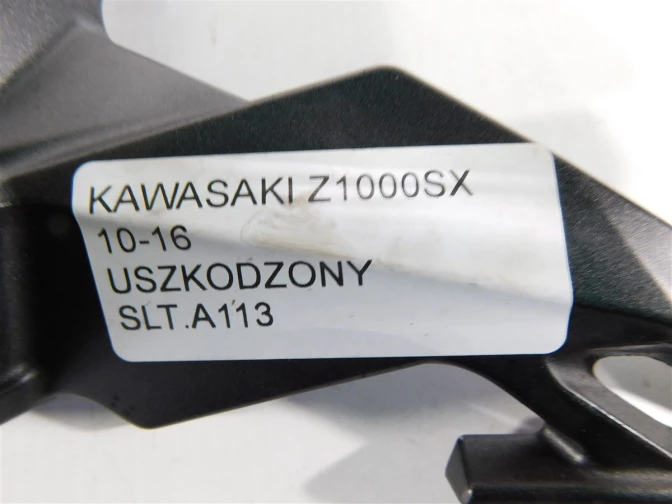 KAWASAKI Z1000SX
10-16
USZKODZONY
SLT.A113